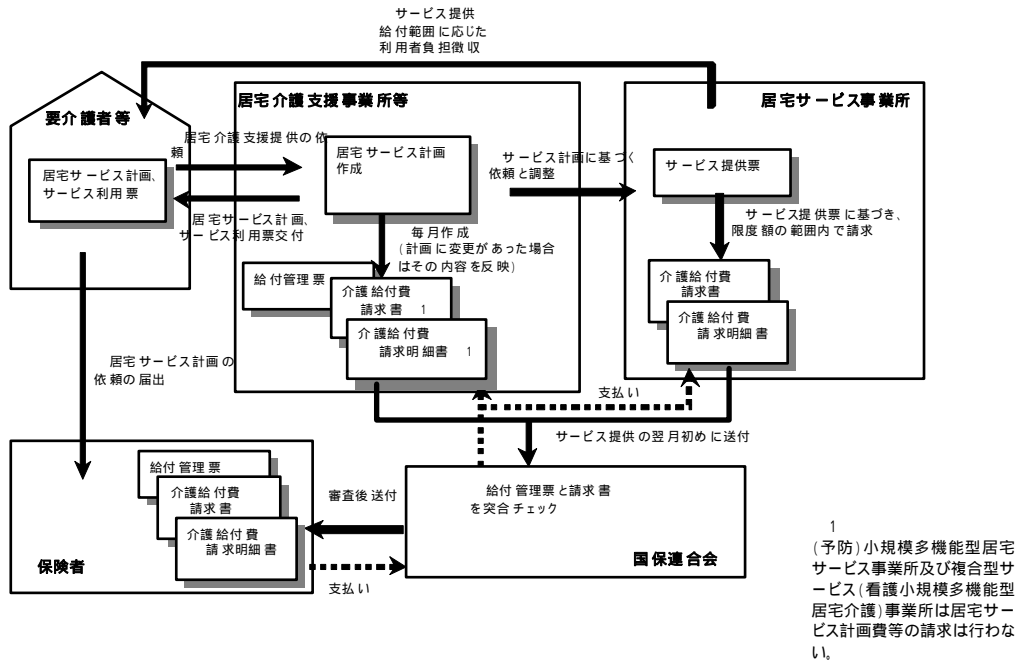 サービス提供
給付範囲に応じた
利用者負担徴収
要介護者等
居宅サービス計画、
サービス利用票
居宅介護支援提供の依
頼
居宅サービス計画、
サービス利用票交付
居宅介護支援事業所等
居宅サービス計画
作成
毎月作成
(計画に変更があった場合
はその内容を反映)
給付管理票
介護給付費
請求書 1
介護給付費
請求明細書 1
サービス計画に基づく
依頼と調整
居宅サービス事業所
サービス提供票
サービス提供票に基づき、
限度額の範囲内で請求
介護給付費
請求書
介護給付費
請求明細書
居宅サービス計画の
依頼の届出
支払い
サービス提供の翌月初めに送付
給付管理票
介護給付費
請求書
介護給付費
請求明細書
保険者
審査後送付
支払い
給付管理票と請求書
を突合チェック
国保連合会
1
(予防)小規模多機能型居宅
サービス事業所及び複合型サ
ービス(看護小規模多機能型
居宅介護)事業所は居宅サー
ビス計画費等の請求は行わな
い。